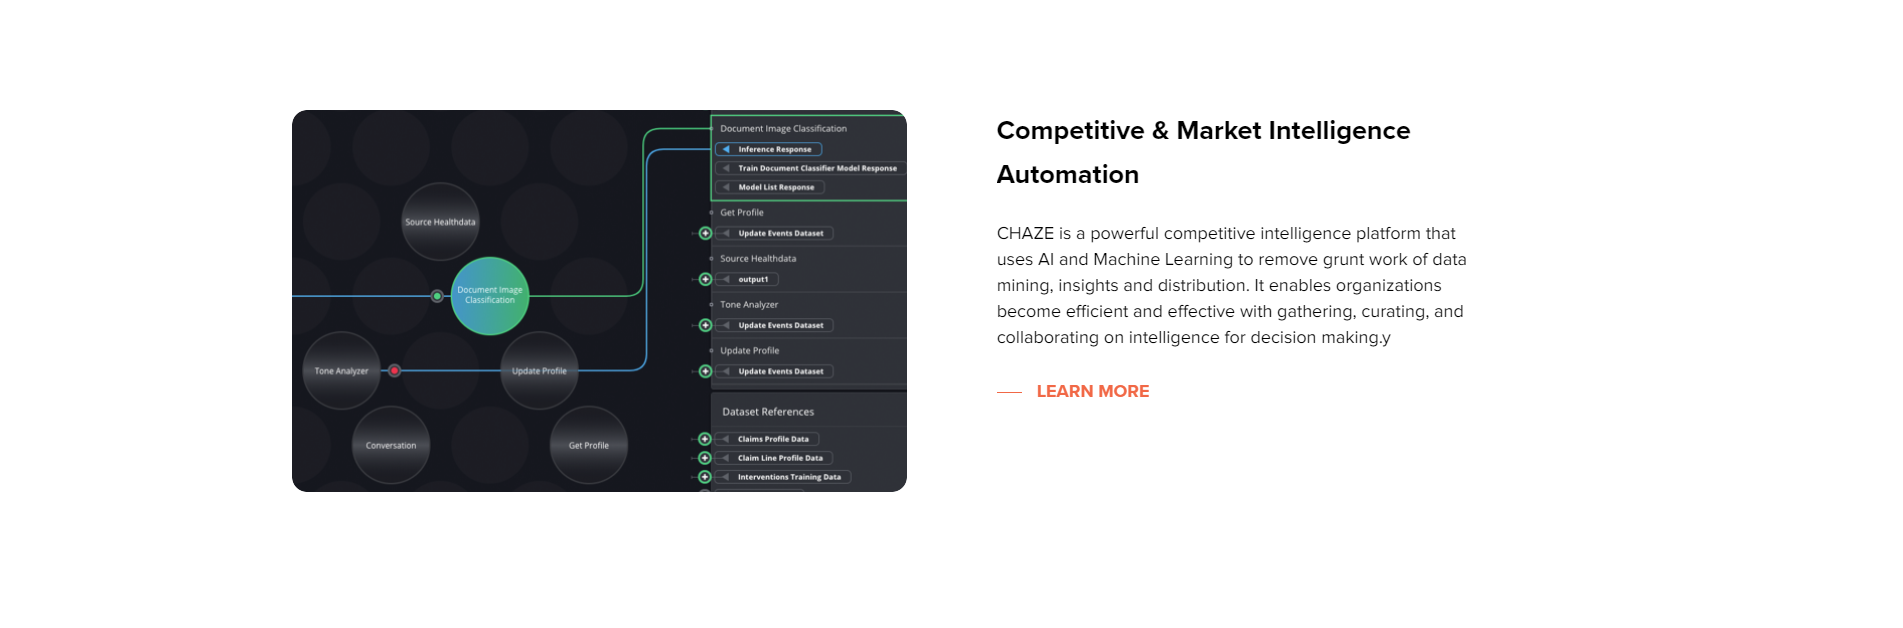 Source Healthdata
Document Image
Classification
Tone Analyzer
Update Profile
Conversation
Get Profile
Document Image Classification
Inference Response
Train Document Classifier Model Response
Model List Response
Get Profile
Update Events Dataset
Source Healthdata
output1
Tone Analyzer
Update Events Dataset
Update Profile
Update Events Dataset
Dataset References
Claims Profile Data
Claim Line Profile Data
Interventions Training Data
Competitive & Market Intelligence
Automation
CHAZE is a powerful competitive intelligence platform that
uses AI and Machine Learning to remove grunt work of data
mining, insights and distribution. It enables organizations
become efficient and effective with gathering, curating, and
collaborating on intelligence for decision making.y
LEARN MORE